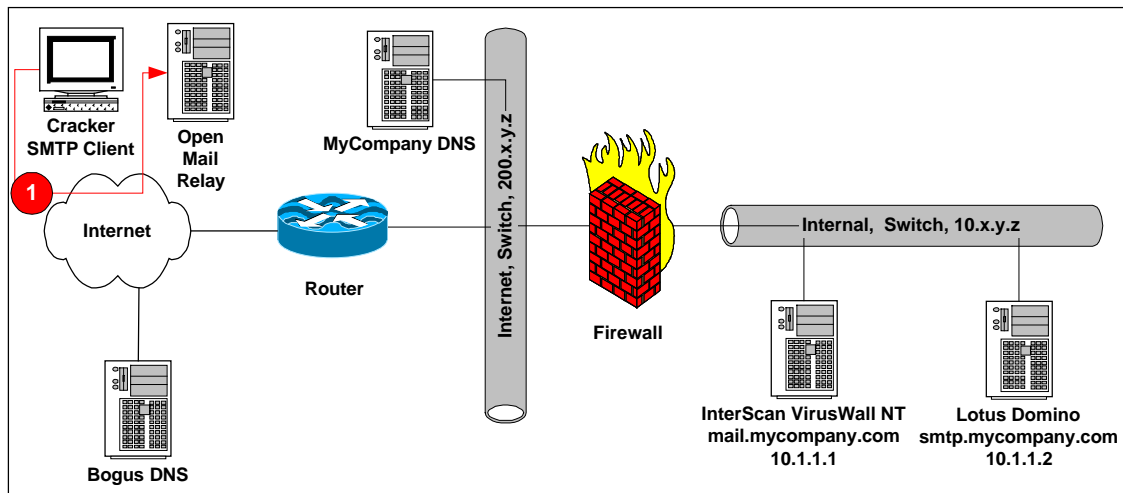 Cracker
SMTP Client
Open
Mail
Relay
MyCompany DNS
1
Internet
Router
Internet, Switch, 200.x.y.z
Firewall
Internal, Switch, 10.x.y.z
Bogus DNS
InterScan VirusWall NT
mail.mycompany.com
10.1.1.1
Lotus Domino
smtp.mycompany.com
10.1.1.2